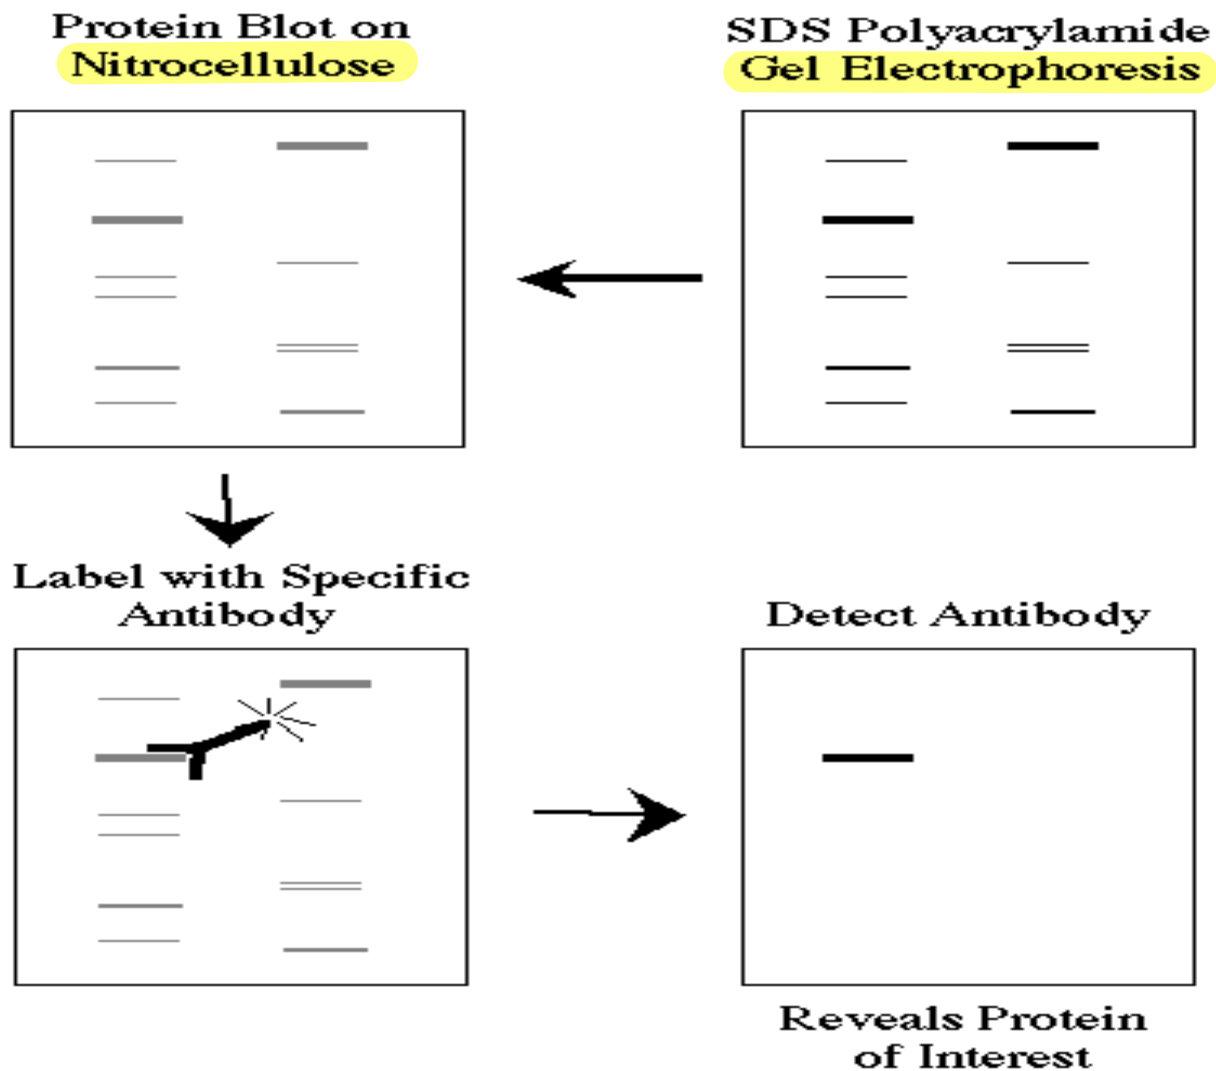 Protein Blot on
Nitrocellulose
SDS Polyacrylamide
Gel Electrophoresis
Label with Specific
Antibody
Detect Antibody
Reveals Protein
of Interest